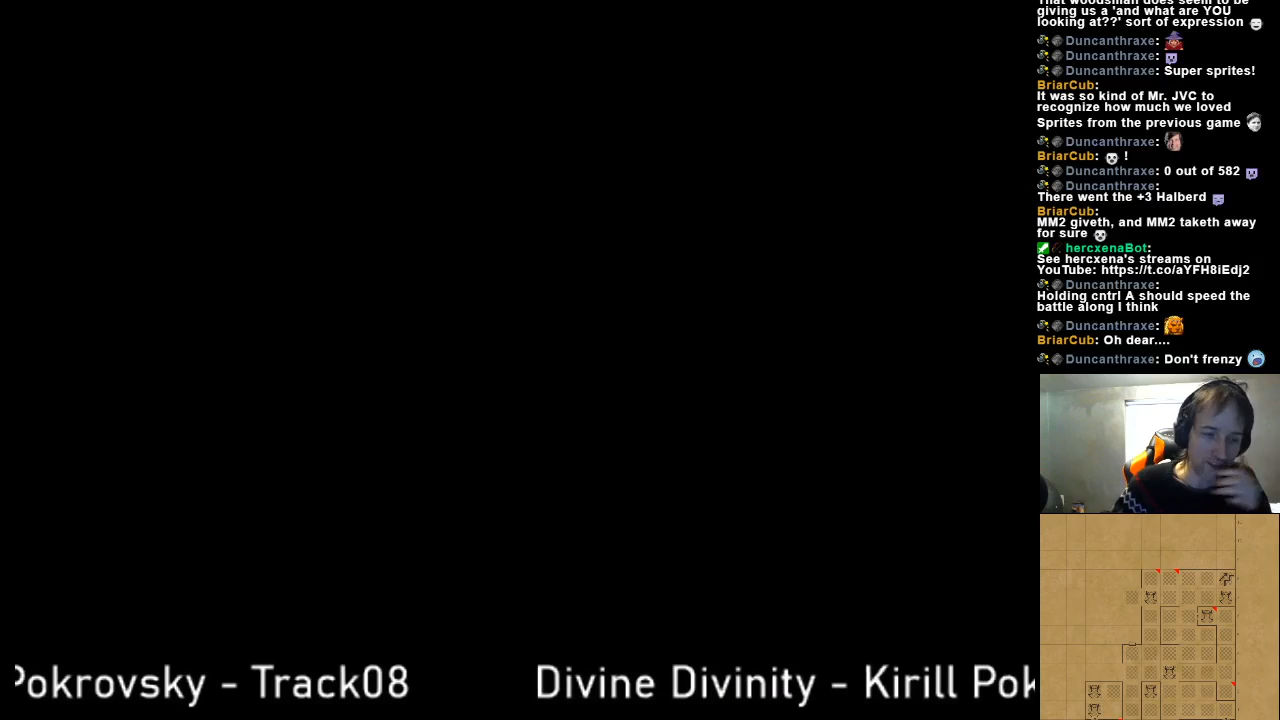 That woodsman does seem to be
giving us a 'and what are YOU
looking at??' sort of expression
Duncanthraxe:
Duncanthraxe:
Duncanthraxe: Super sprites!
BriarCub:
It was so kind of Mr. JVC to
recognize how much we loved
Sprites from the previous game
Duncanthraxe:
BriarCub: !
Duncanthraxe: 0 out of 582
Duncanthraxe:
There went the +3 Halberd
BriarCub:
MM2 giveth, and MM2 taketh away
for sure
hercxenaBot:
See hercxena's streams on
YouTube: https://t.co/aYFH8iEdj2
Duncanthraxe:
Holding cntrl A should speed the
battle along I think
Duncanthraxe:
BriarCub: Oh dear....
Duncanthraxe: Don't frenzy
Pokrovsky - Track08 Divine Divinity - Kirill Pok